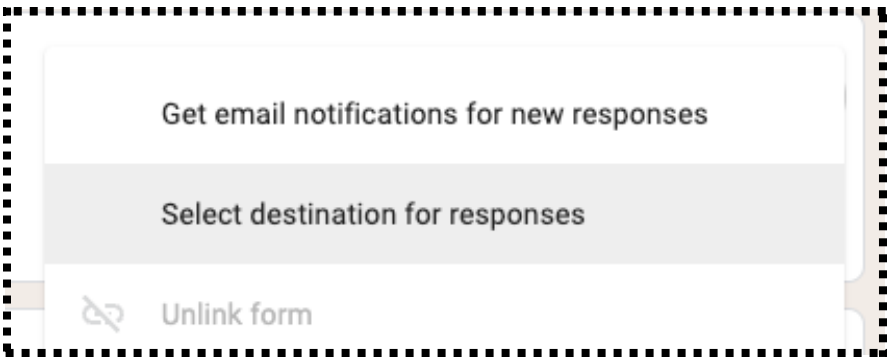 Get email notifications for new responses
Select destination for responses
Unlink form